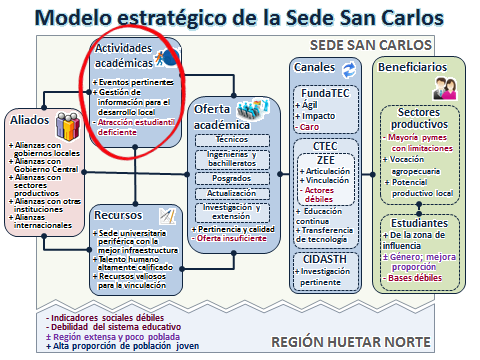 Modelo estratégico de la Sede San Carlos
SEDE SAN CARLOS
Actividades
académicas
+ Eventos pertinentes
+ Gestión de
información para el
desarrollo local
- Atracción estudiantil
deficiente
Aliados
+ Alianzas con
gobiernos locales
+ Alianzas con
Gobierno Central
+ Alianzas con
sectores
productivos
+ Alianzas con otras
instituciones
+ Alianzas
internacionales
Recursos
+ Sede universitaria
periférica con la
mejor infraestructura
+ Talento humano
altamente calificado
+ Recursos valiosos
para la vinculación
Oferta
académica
Técnicos
Ingenierías y
bachilleratos
Posgrados
Actualización
Investigación y
extensión
+ Pertinencia y calidad
- Oferta insuficiente
Canales
FundaTEC
+ Ágil
+ Impacto
- Caro
CTEC
ZEE
+ Articulación
+ Vinculación
- Actores
débiles
+ Educación
continua
+ Transferencia
de tecnología
CIDASTH
+ Investigación
pertinente
Beneficiarios
Sectores
productivos
- Mayoría pymes
con limitaciones
+ Vocación
agropecuaria
+ Potencial
productivo local
Estudiantes
+ De la zona de
influencia
± Género: mejora
proporción
- Bases débiles
- Indicadores sociales débiles
- Debilidad del sistema educativo
± Región extensa y poco poblada
+ Alta proporción de población joven
REGIÓN HUETAR NORTE